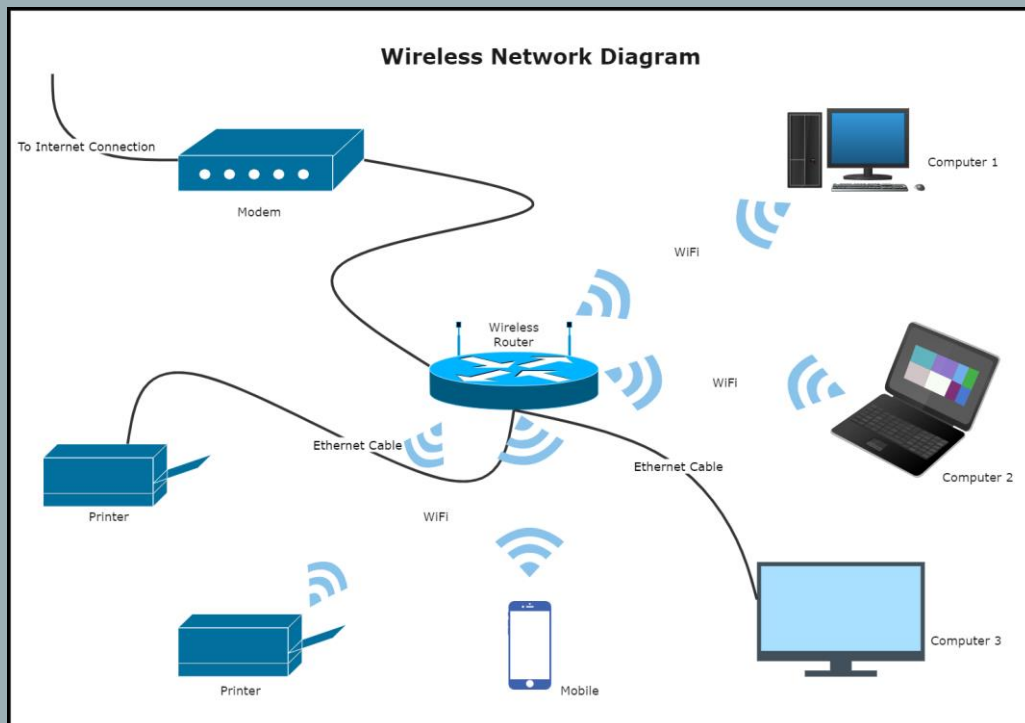 Wireless Network Diagram
To Internet Connection
Modem
Computer 1
WiFi
Wireless
Router
WiFi
Ethernet Cable
Ethernet Cable
Computer 2
Printer
WiFi
Computer 3
Printer
Mobile